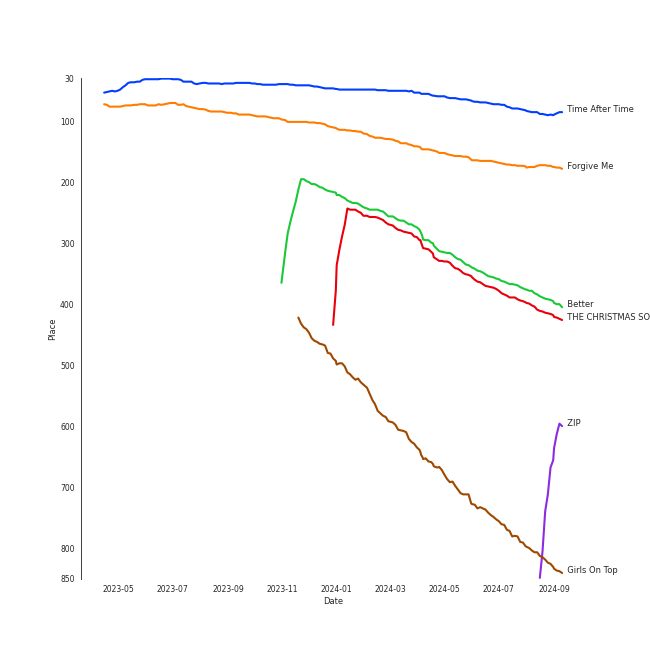 30
100
200
300
400
500
600
700
800
850
Place
2023-05
2023-07
2023-09
2023-11
2024-01
2024-03
2024-05
2024-07
2024-09
Date
Time After Time
Forgive Me
Better
THE CHRISTMAS SO
ZIP
Girls On Top